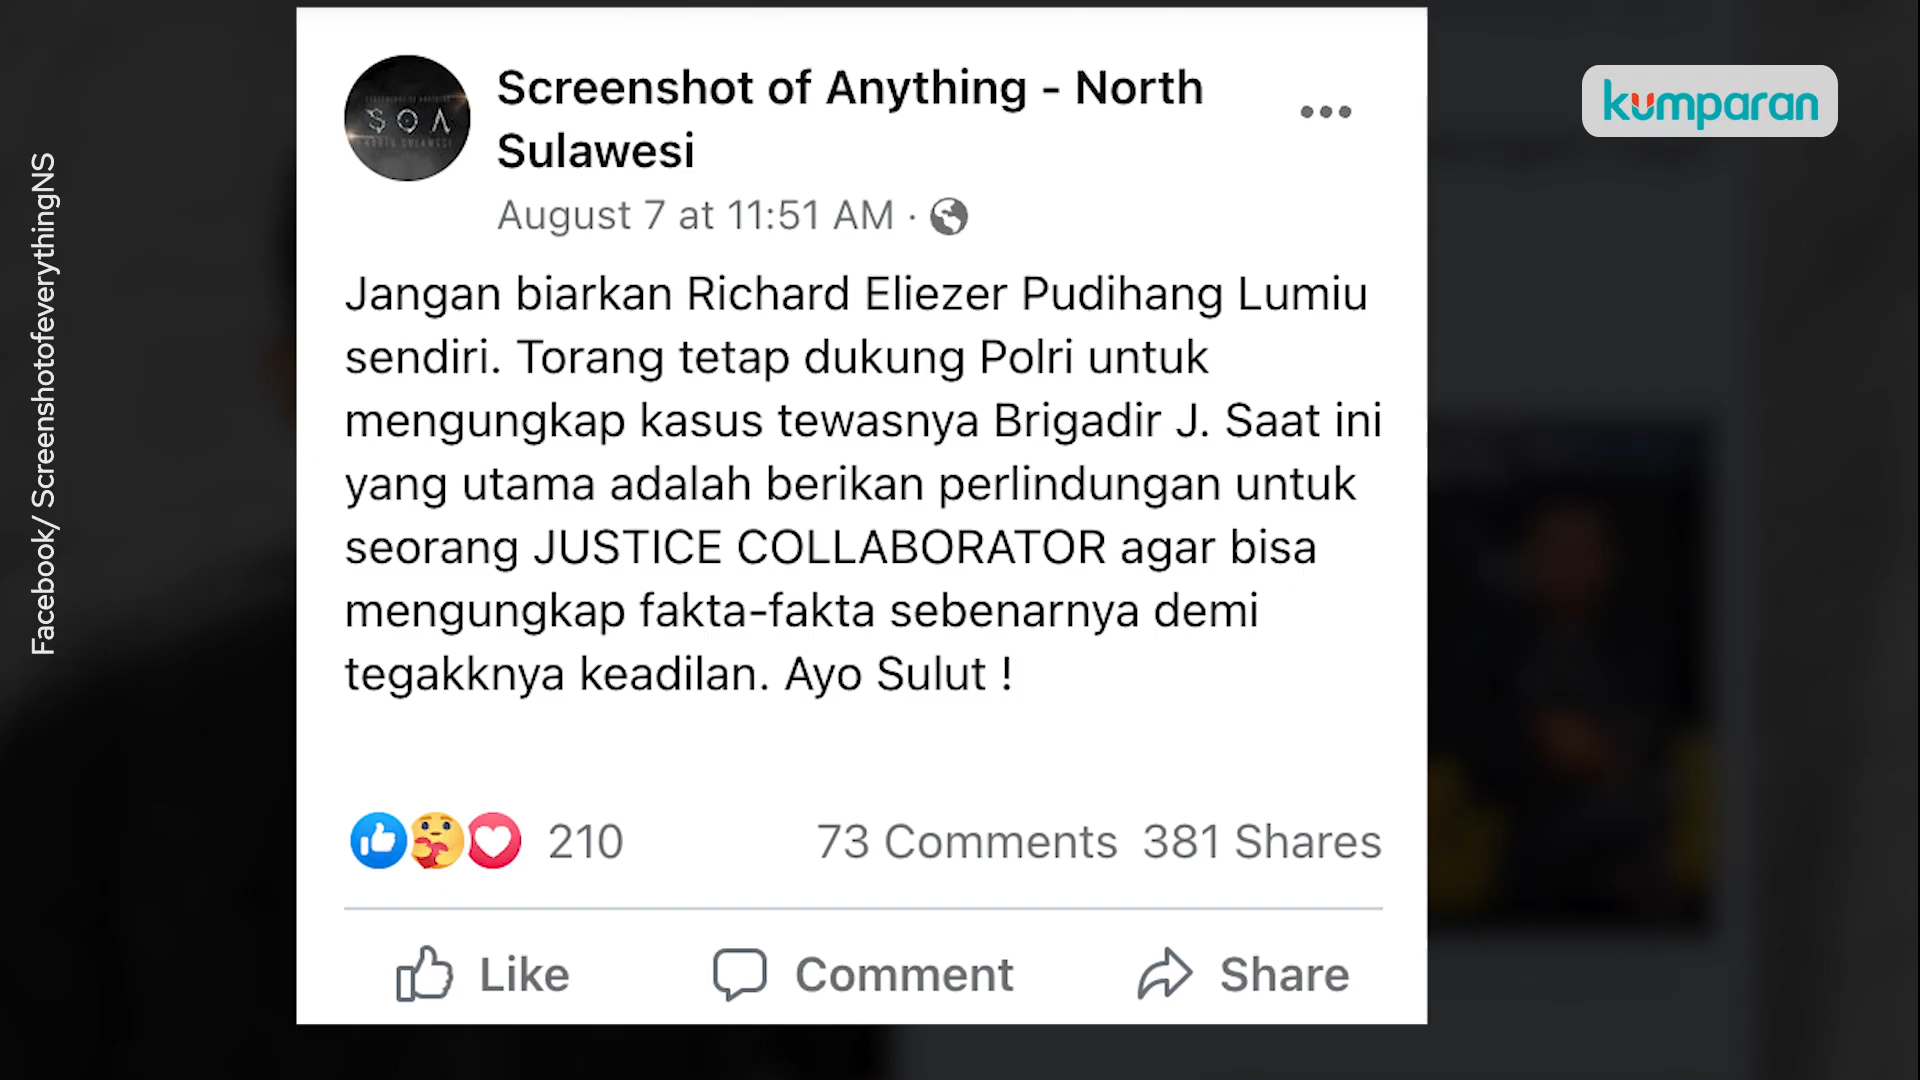 Screenshot of Anything - North
Sulawesi
August 7 at 11:51 AM ·
Jangan biarkan Richard Eliezer Pudihang Lumiu
sendiri. Torang tetap dukung Polri untuk
mengungkap kasus tewasnya Brigadir J. Saat ini
yang utama adalah berikan perlindungan untuk
seorang JUSTICE COLLABORATOR agar bisa
mengungkap fakta-fakta sebenarnya demi
tegakknya keadilan. Ayo Sulut !
210 73 Comments 381 Shares
Like Comment Share
kumparan
Facebook/ ScreenshotofeverythingNS
SOA